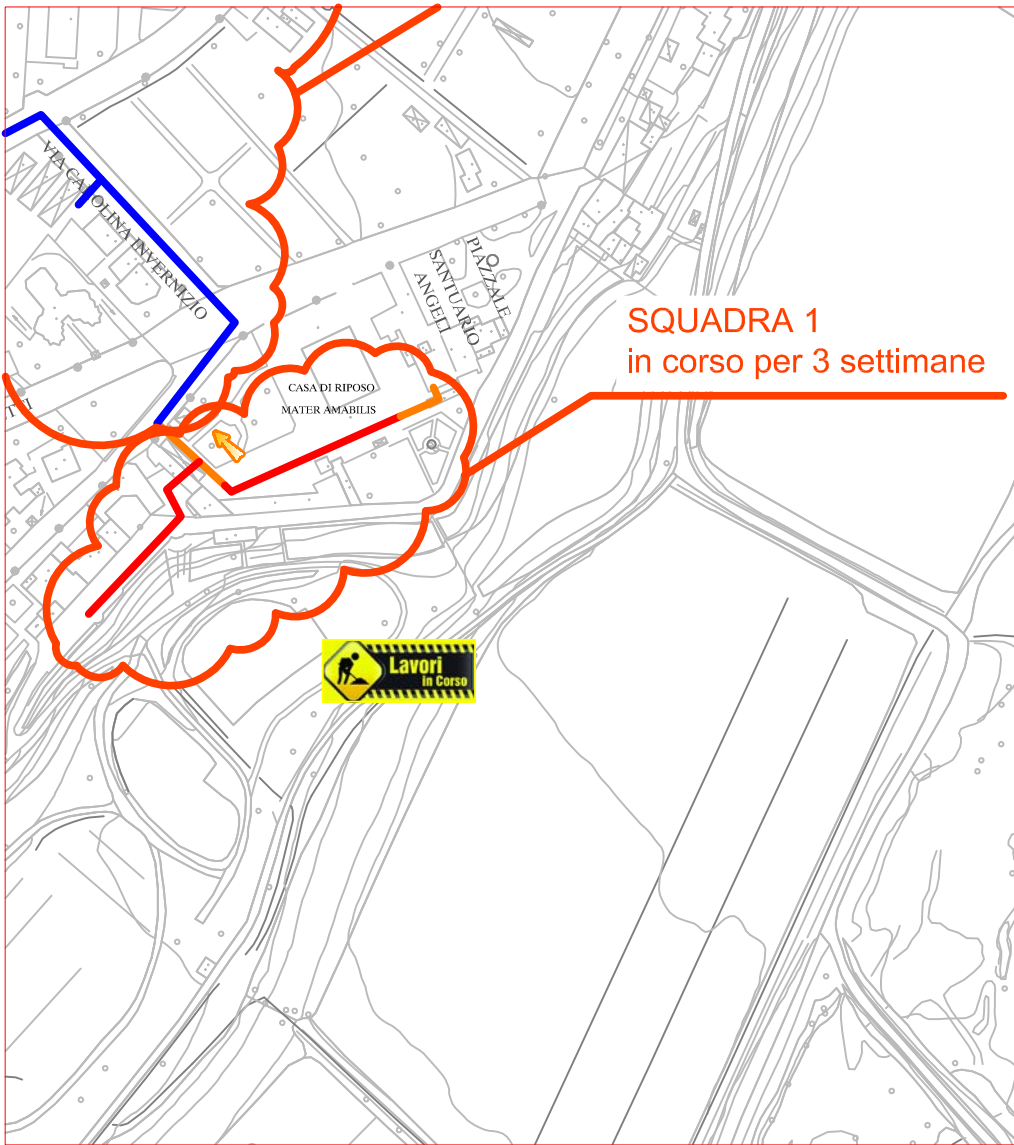 VIA CAROLINA INVERNIZIO
PIAZZALE
SANTUARIO
ANGELI
SQUADRA 1
in corso per 3 settimane
CASA DI RIPOSO
MATER AMABILIS
Lavori
in Corso